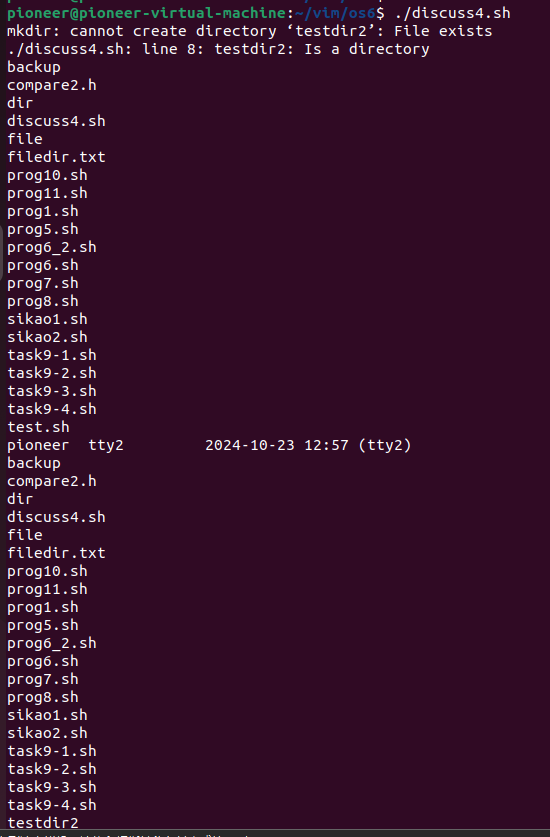 pioneer@pioneer-virtual-machine:~/vim/os6$ ./discuss4.sh
mkdir: cannot create directory ‘testdir2’: File exists
./discuss4.sh: line 8: testdir2: Is a directory
backup
compare2.h
dir
discuss4.sh
file
filedir.txt
prog10.sh
prog11.sh
prog1.sh
prog5.sh
prog6_2.sh
prog6.sh
prog7.sh
prog8.sh
sikao1.sh
sikao2.sh
task9-1.sh
task9-2.sh
task9-3.sh
task9-4.sh
test.sh
pioneer  tty2         2024-10-23 12:57 (tty2)
backup
compare2.h
dir
discuss4.sh
file
filedir.txt
prog10.sh
prog11.sh
prog1.sh
prog5.sh
prog6_2.sh
prog6.sh
prog7.sh
prog8.sh
sikao1.sh
sikao2.sh
task9-1.sh
task9-2.sh
task9-3.sh
task9-4.sh
testdir2